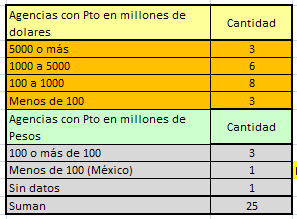 Agencias con Pto en millones de
dolares Cantidad
5000 o más 3
1000 a 5000 6
100 a 1000 8
Menos de 100 3
Agencias con Pto en millones de
Pesos Cantidad
100 o más de 100 3
Menos de 100 (México) 1
Sin datos 1
Suman 25